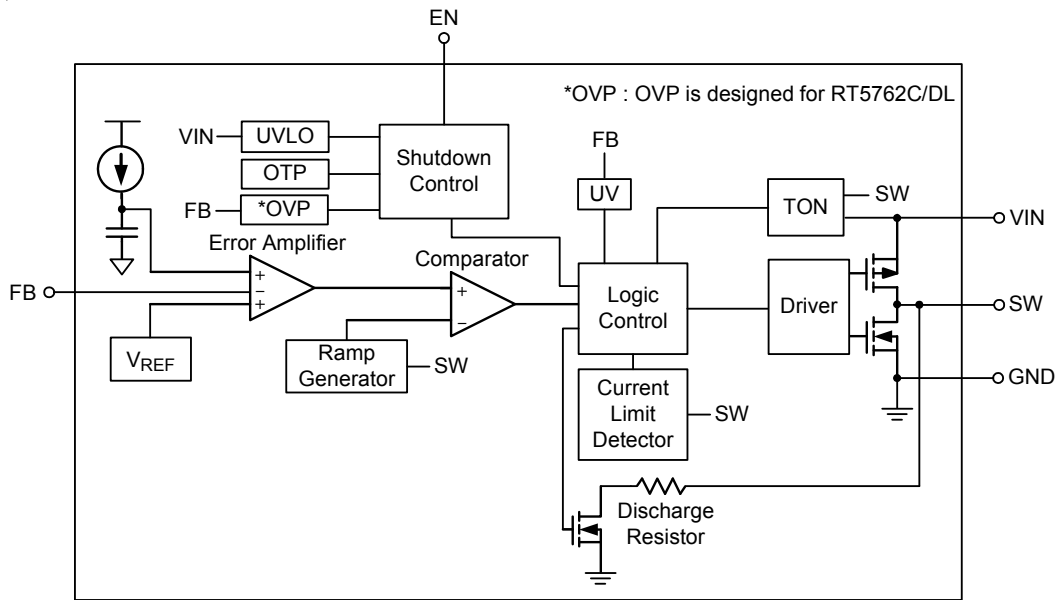 EN
*OVP : OVP is designed for RT5762C/DL
VIN
UVLO
OTP
FB
*OVP
Shutdown
Control
FB
UV
TON
SW
VIN
Error Amplifier
Comparator
+
−
+
+
−
FB
VREF
Ramp
Generator
SW
Logic
Control
Driver
SW
GND
Current
Limit
Detector
SW
Discharge
Resistor